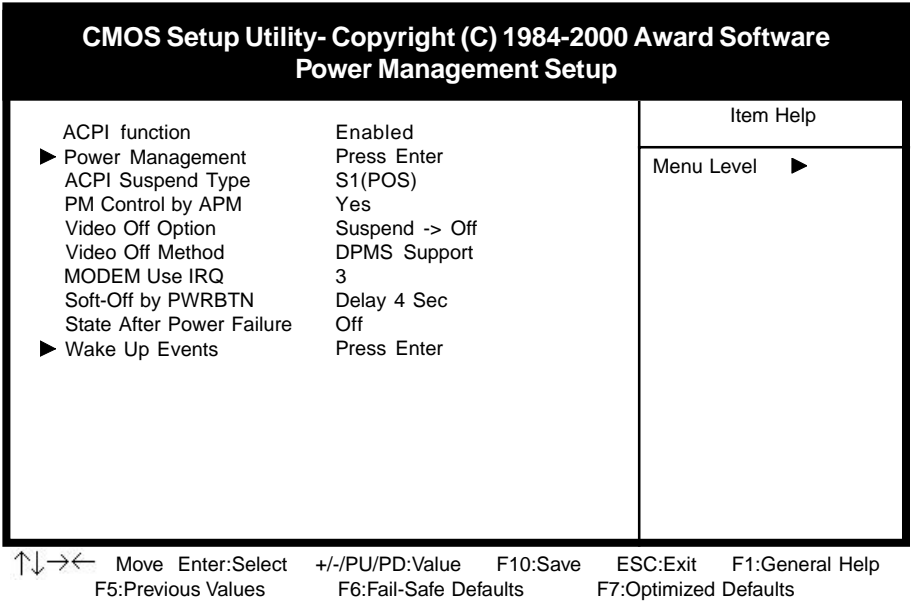 CMOS Setup Utility- Copyright (C) 1984-2000 Award Software
Power Management Setup
ACPI function Enabled
▶ Power Management Press Enter
ACPI Suspend Type S1(POS)
PM Control by APM Yes
Video Off Option Suspend -> Off
Video Off Method DPMS Support
MODEM Use IRQ 3
Soft-Off by PWRBTN Delay 4 Sec
State After Power Failure Off
▶ Wake Up Events Press Enter
Item Help
Menu Level ▶
↑↓→← Move Enter:Select +/-/PU/PD:Value F10:Save ESC:Exit F1:General Help
F5:Previous Values F6:Fail-Safe Defaults F7:Optimized Defaults